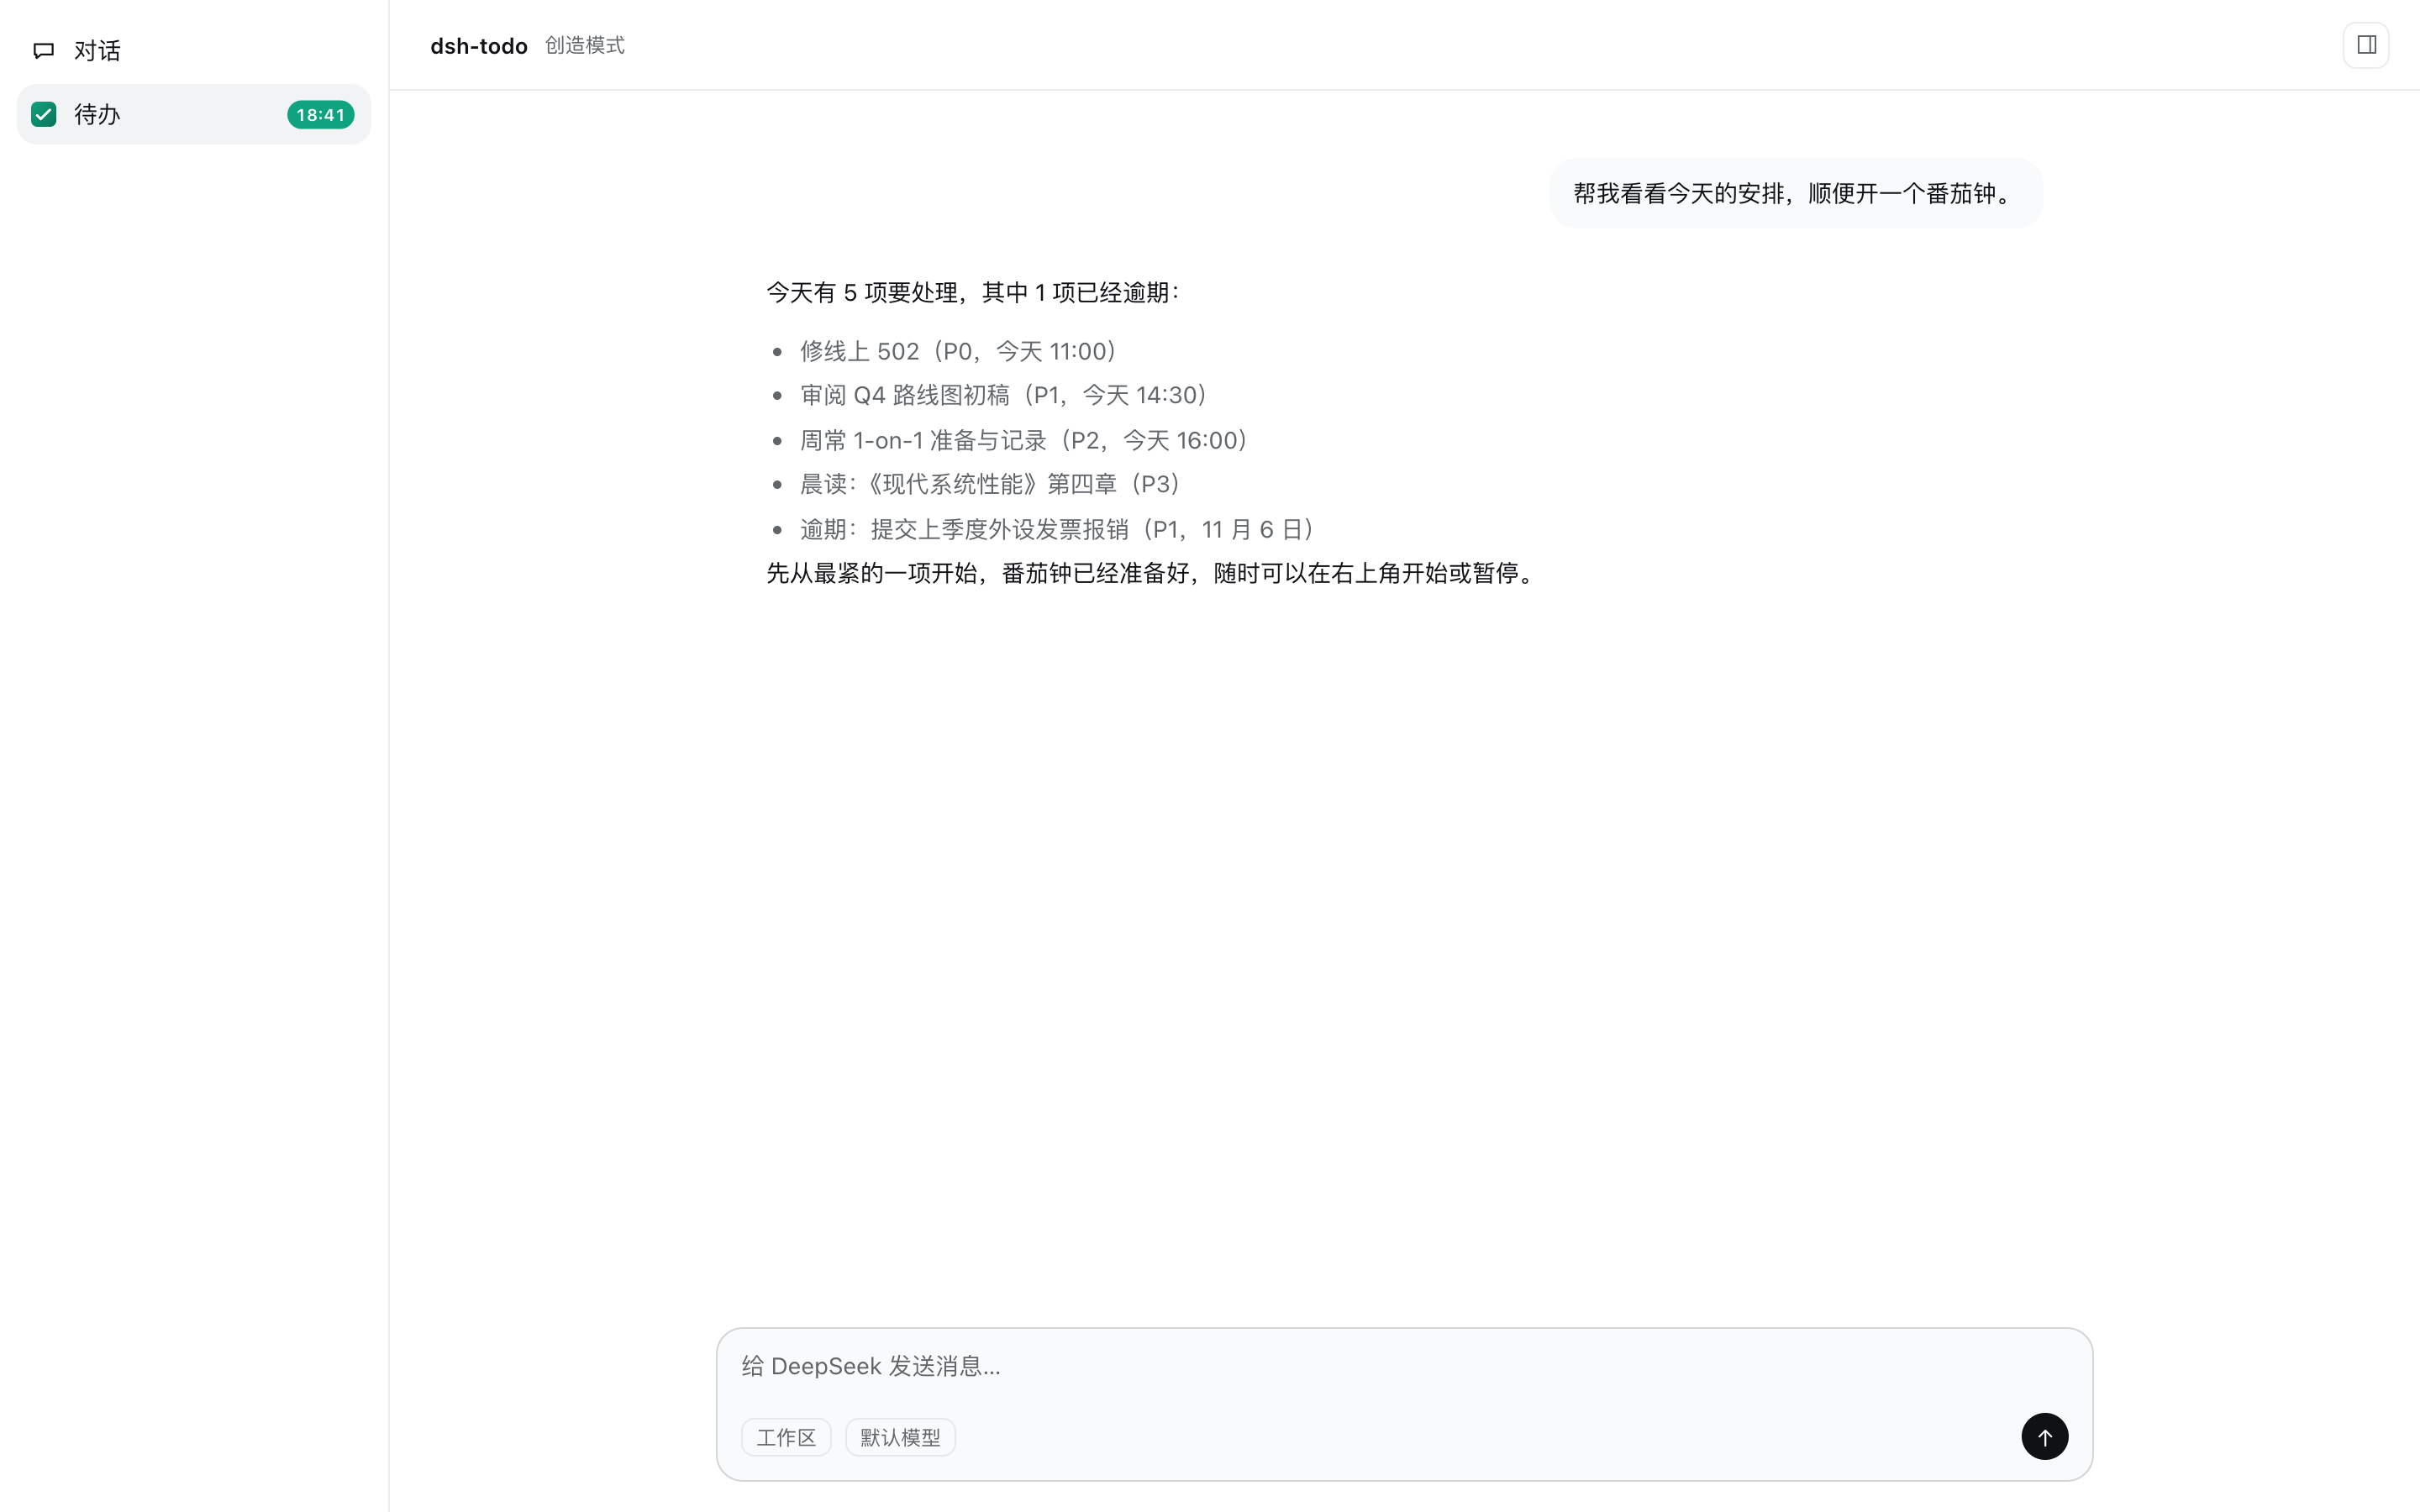 对话
待办 18:41
dsh-todo 创造模式
帮我看看今天的安排，顺便开一个番茄钟。
今天有 5 项要处理，其中 1 项已经逾期：
修线上 502（P0，今天 11:00）
审阅 Q4 路线图初稿（P1，今天 14:30）
周常 1-on-1 准备与记录（P2，今天 16:00）
晨读：《现代系统性能》第四章（P3）
逾期：提交上季度外设发票报销（P1，11 月 6 日）
先从最紧的一项开始，番茄钟已经准备好，随时可以在右上角开始或暂停。
给 DeepSeek 发送消息...
工作区 默认模型